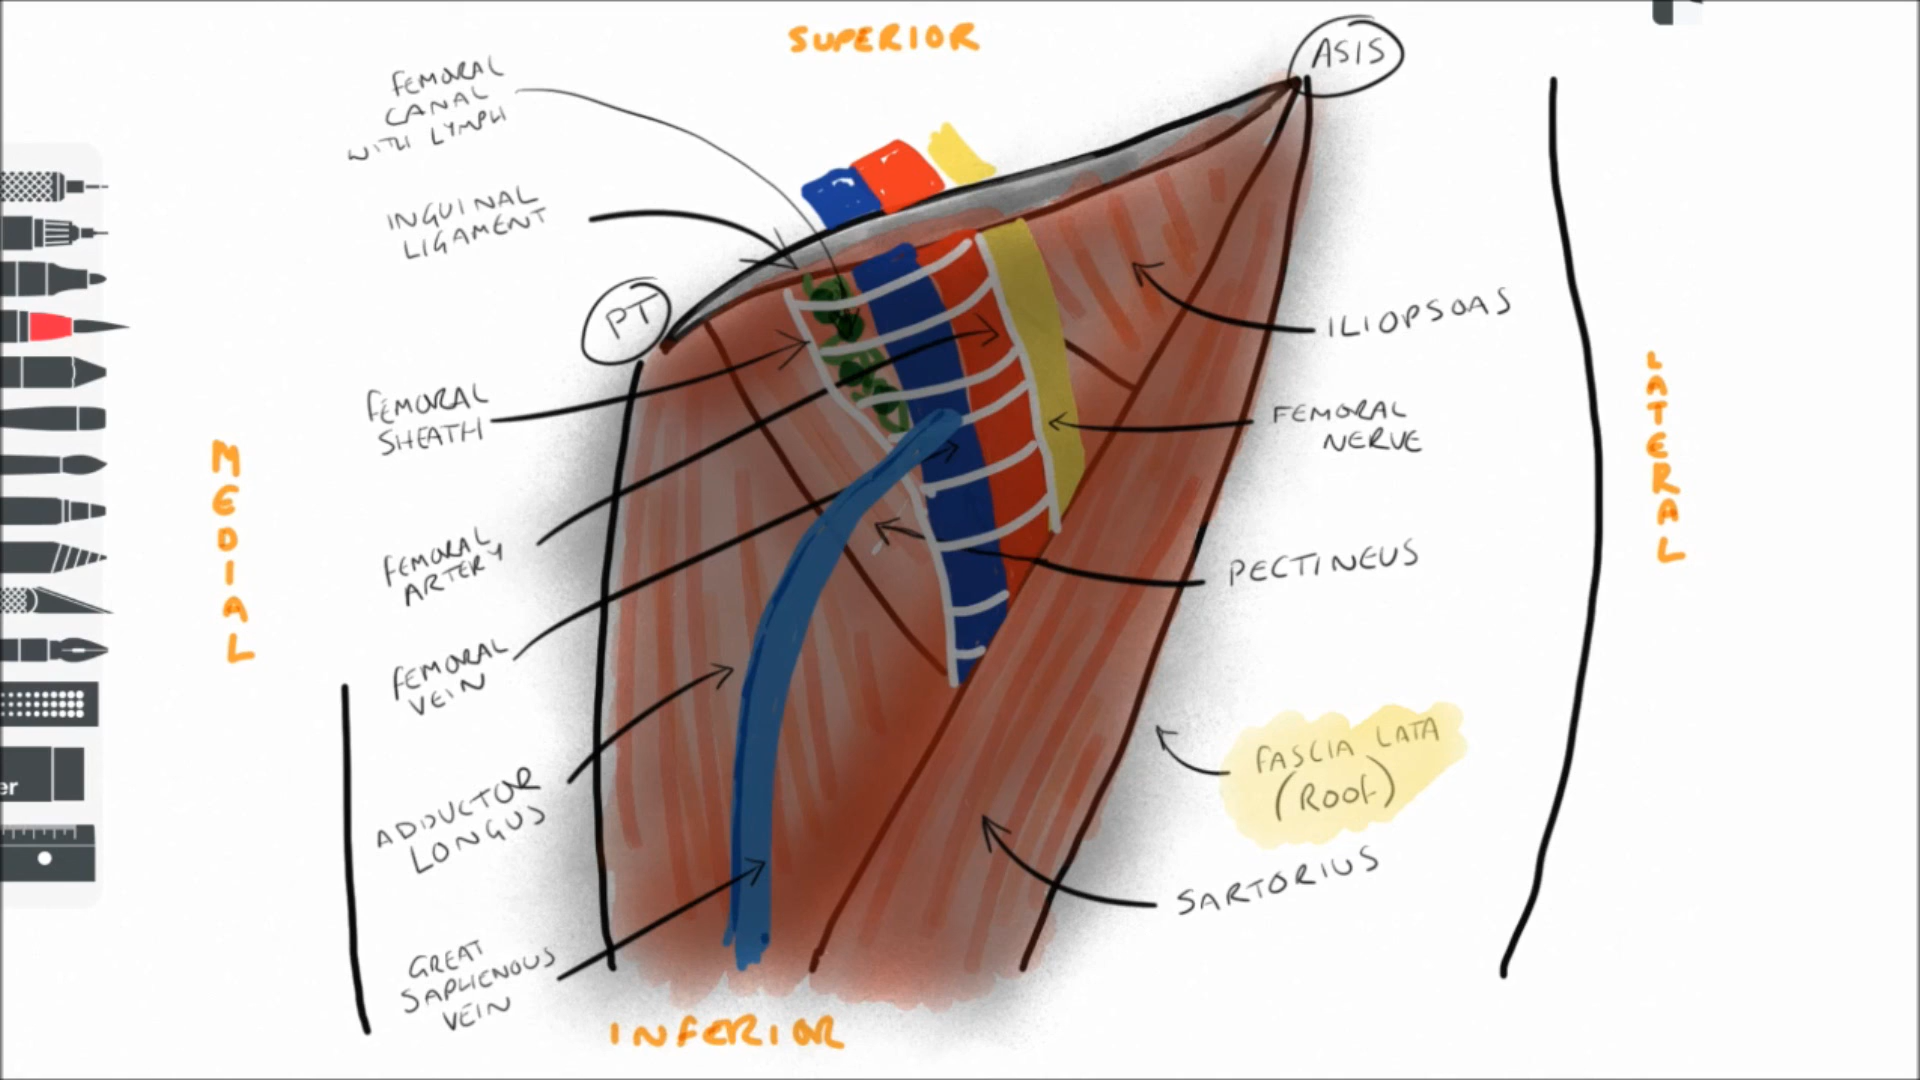 SUPERIOR
ASIS
FEMORAL
CANAL
WITH LYMPH
INGUINAL
LIGAMENT
PT
ILIOPSOAS
FEMORAL
SHEATH
FEMORAL
NERVE
MEDIAL
LATERAL
FEMORAL
ARTERY
PECTINEUS
FEMORAL
VEIN
FASCIA LATA
(ROOF)
ADDUCTOR
LONGUS
SARTORIUS
GREAT
SAPHENOUS
VEIN
INFERIOR
er